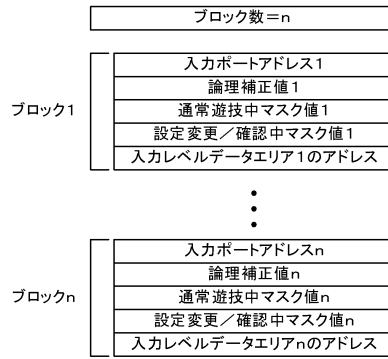 ブロック数＝n
ブロック1
入力ポートアドレス1
論理補正値1
通常遊技中マスク値1
設定変更／確認中マスク値1
入力レベルデータエリア1のアドレス
ブロックn
入力ポートアドレスn
論理補正値n
通常遊技中マスク値n
設定変更／確認中マスク値n
入力レベルデータエリアnのアドレス